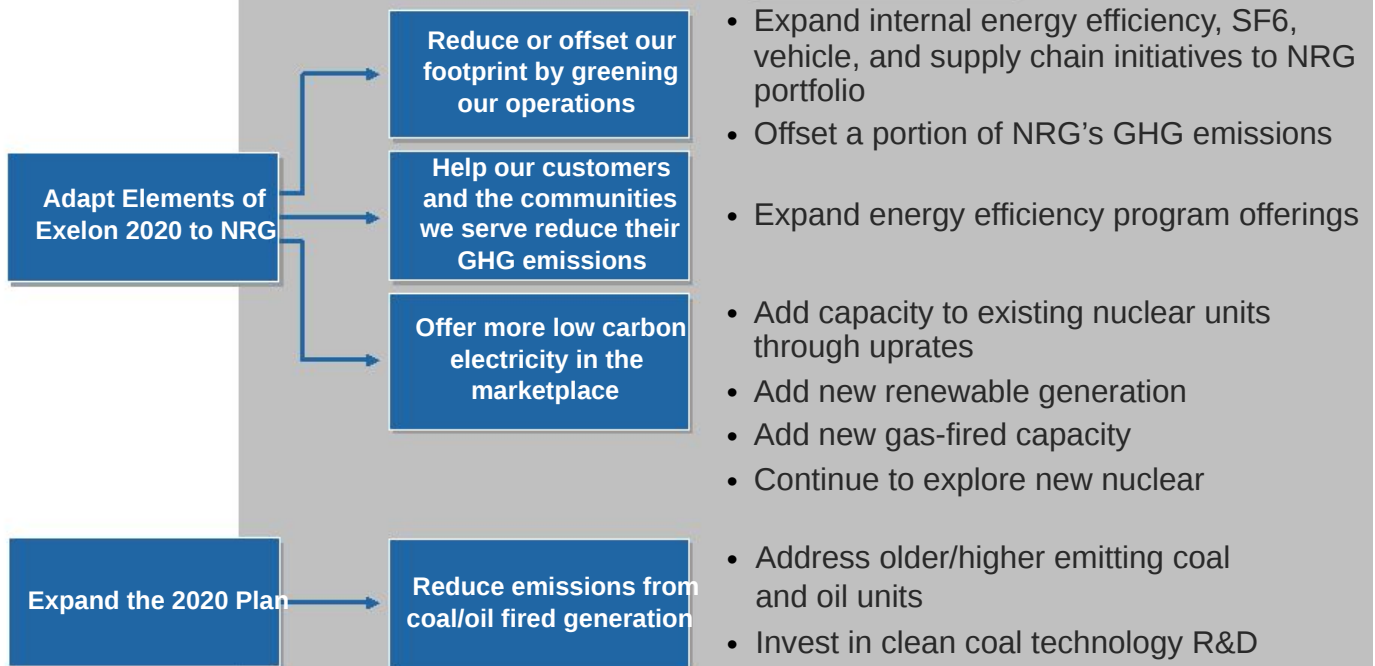 Adapt Elements of
Exelon 2020 to NRG
Reduce or offset our
footprint by greening
our operations
• Expand internal energy efficiency, SF6,
vehicle, and supply chain initiatives to NRG
portfolio
• Offset a portion of NRG’s GHG emissions
Help our customers
and the communities
we serve reduce their
GHG emissions
• Expand energy efficiency program offerings
Offer more low carbon
electricity in the
marketplace
• Add capacity to existing nuclear units
through uprates
• Add new renewable generation
• Add new gas-fired capacity
• Continue to explore new nuclear
Expand the 2020 Plan
Reduce emissions from
coal/oil fired generation
• Address older/higher emitting coal
and oil units
• Invest in clean coal technology R&D